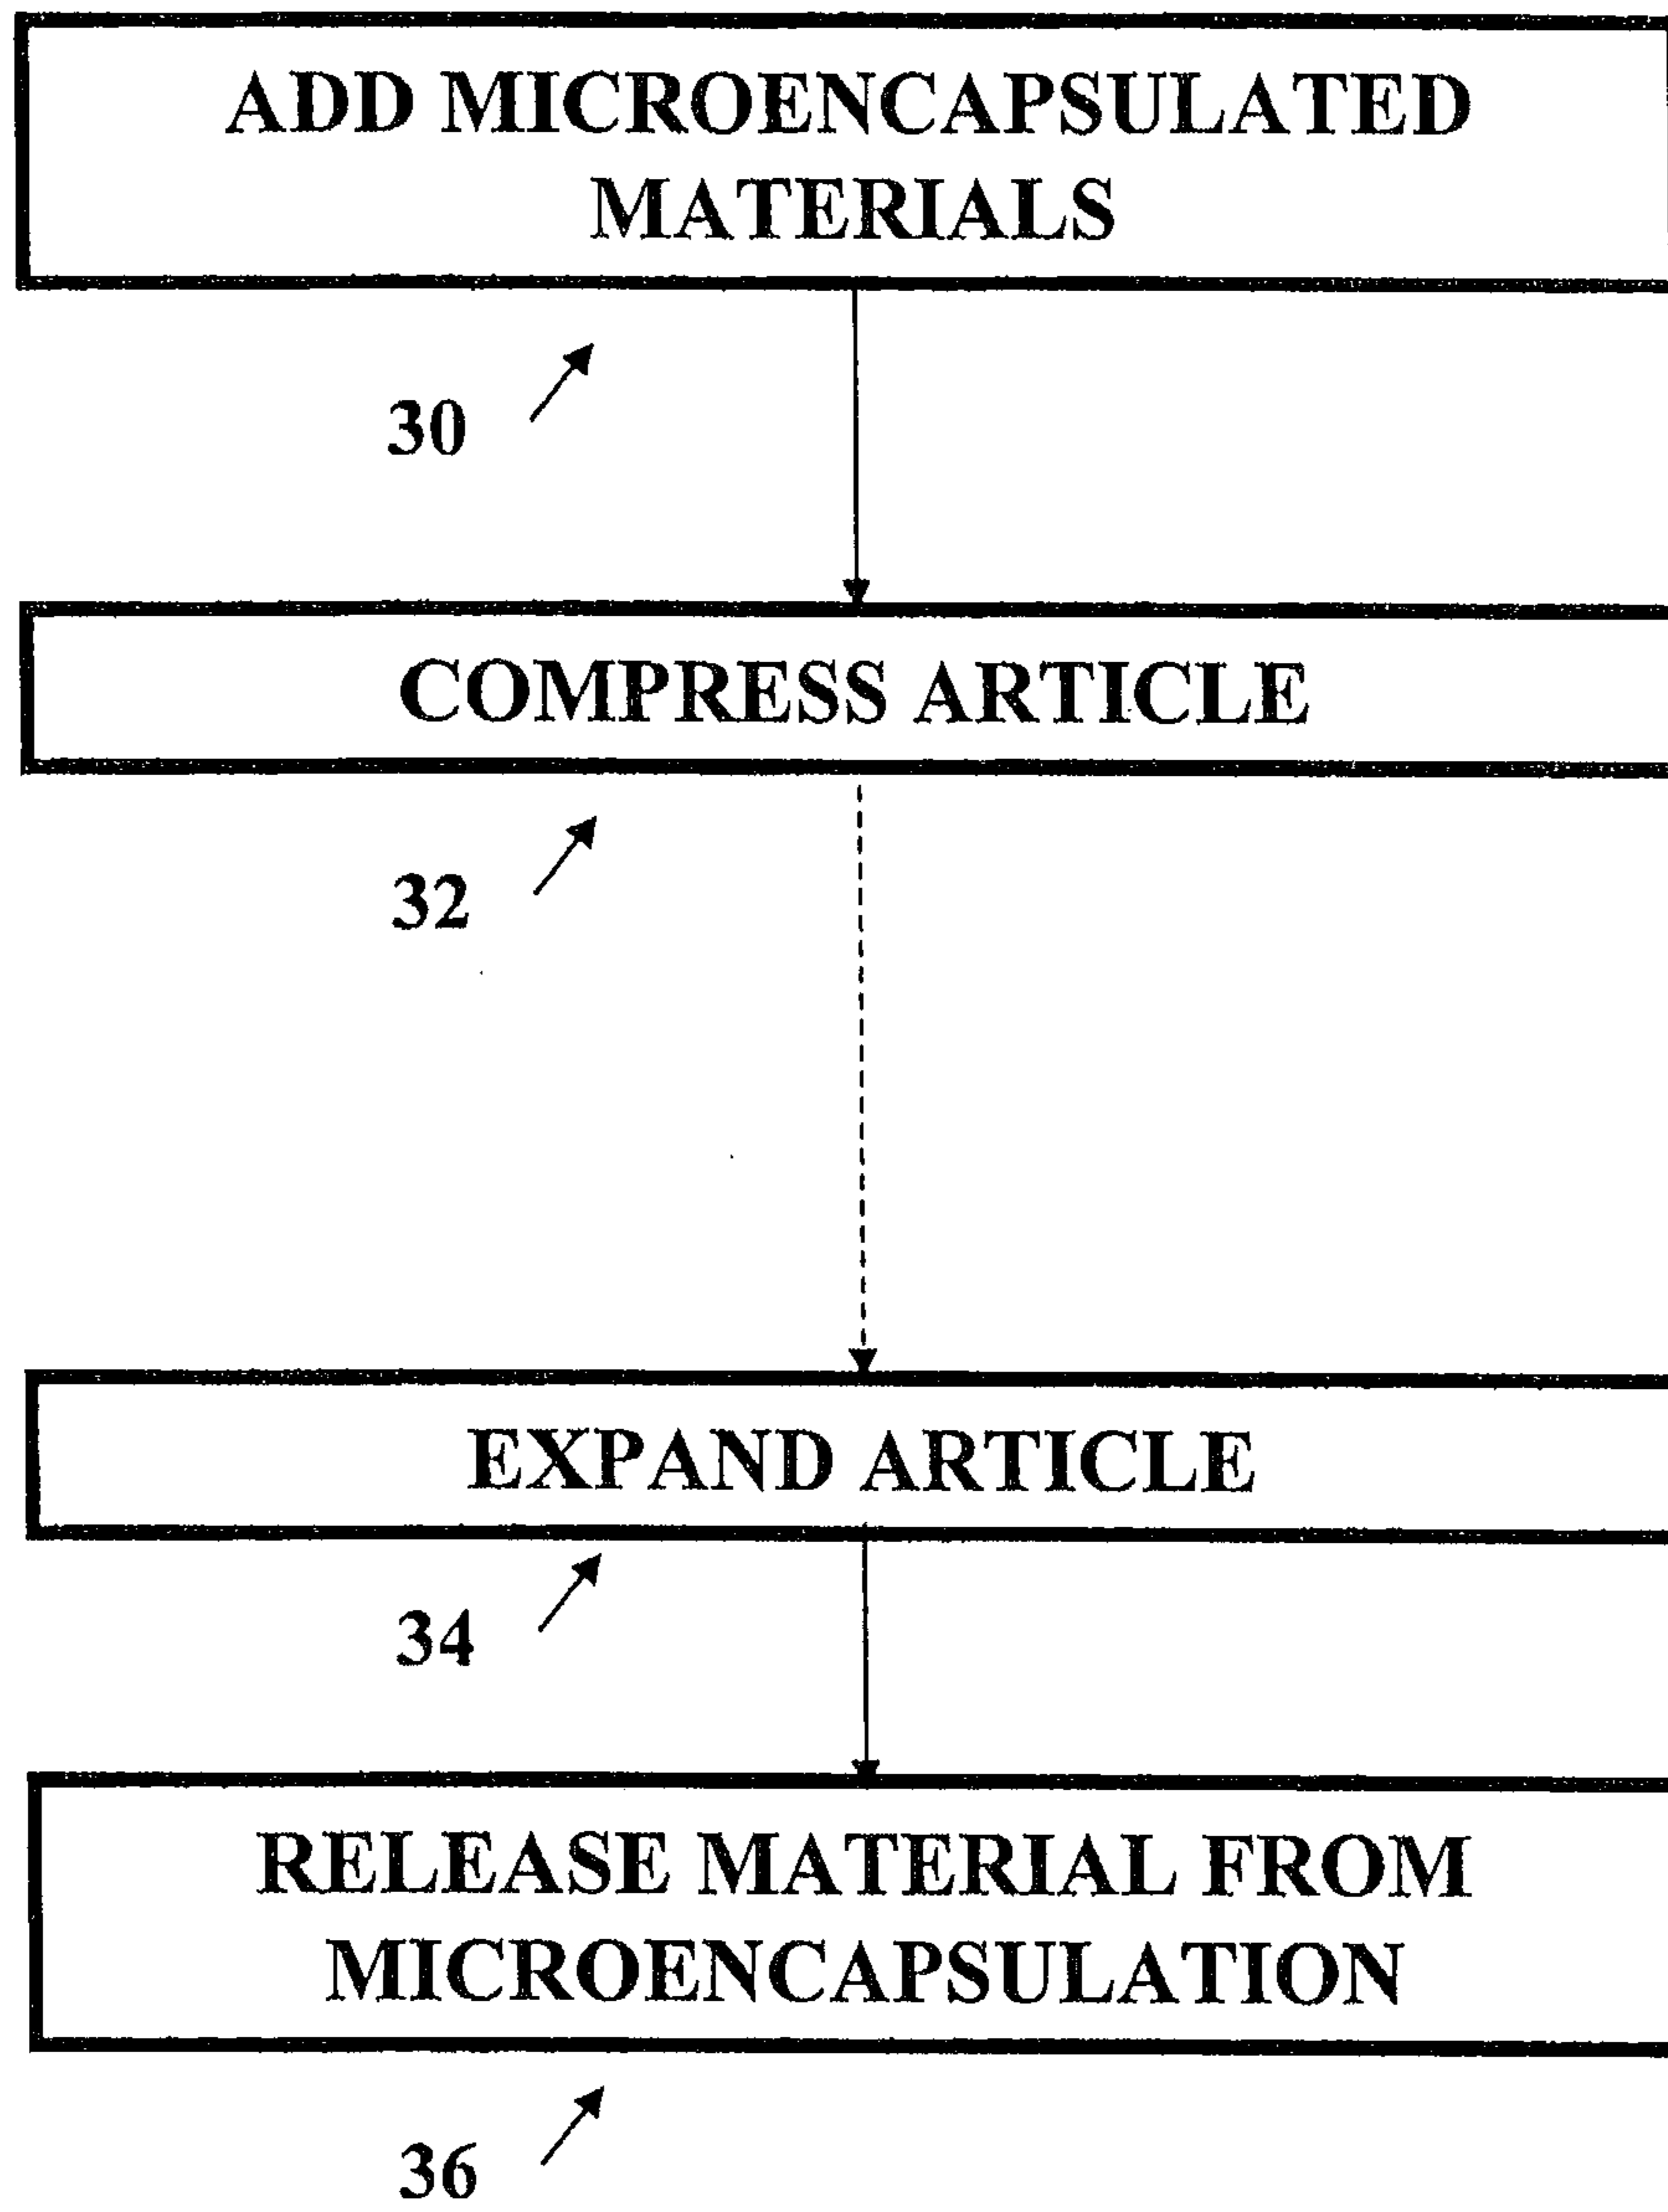 ADD MICROENCAPSULATED
MATERIALS
30
COMPRESS ARTICLE
32
EXPAND ARTICLE
34
RELEASE MATERIAL FROM
MICROENCAPSULATION
36